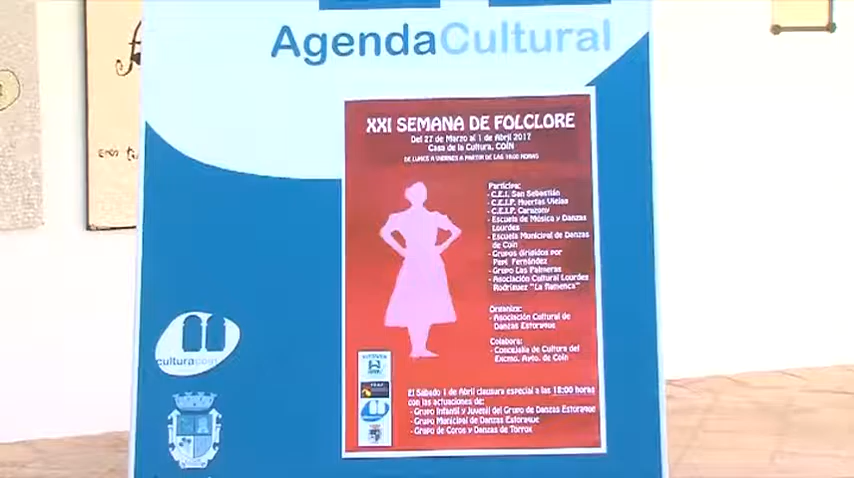 AgendaCultural
XXI SEMANA DE FOLCLORE
Del 27 de Marzo al 1 de Abril 2017
Casa de la Cultura, COÍN
DE LUNES A VIERNES A PARTIR DE LAS 19:00 HORAS
Participa:
- C.E.I. San Sebastián
- C.E.I.P. Huertas Viejas
- C.E.I.P. Carazony
- Escuela de Música y Danzas
Lourdes
- Escuela Municipal de Danzas
de Coín
- Grupos dirigidos por
Pepi Fernández
- Grupo Las Palmeras
- Asociación Cultural Lourdes
Rodríguez "La flamenca"
Organiza:
- Asociación Cultural de
Danzas Estoraque
Colabora:
- Concejalía de Cultura del
Excmo. Ayto. de Coín
El Sábado 1 de Abril clausura especial a las 18:00 horas
con las actuaciones de:
- Grupo Infantil y Juvenil del Grupo de Danzas Estoraque
- Grupo Municipal de Danzas Estoraque
- Grupo de Coros y Danzas de Torrox
culturacoín